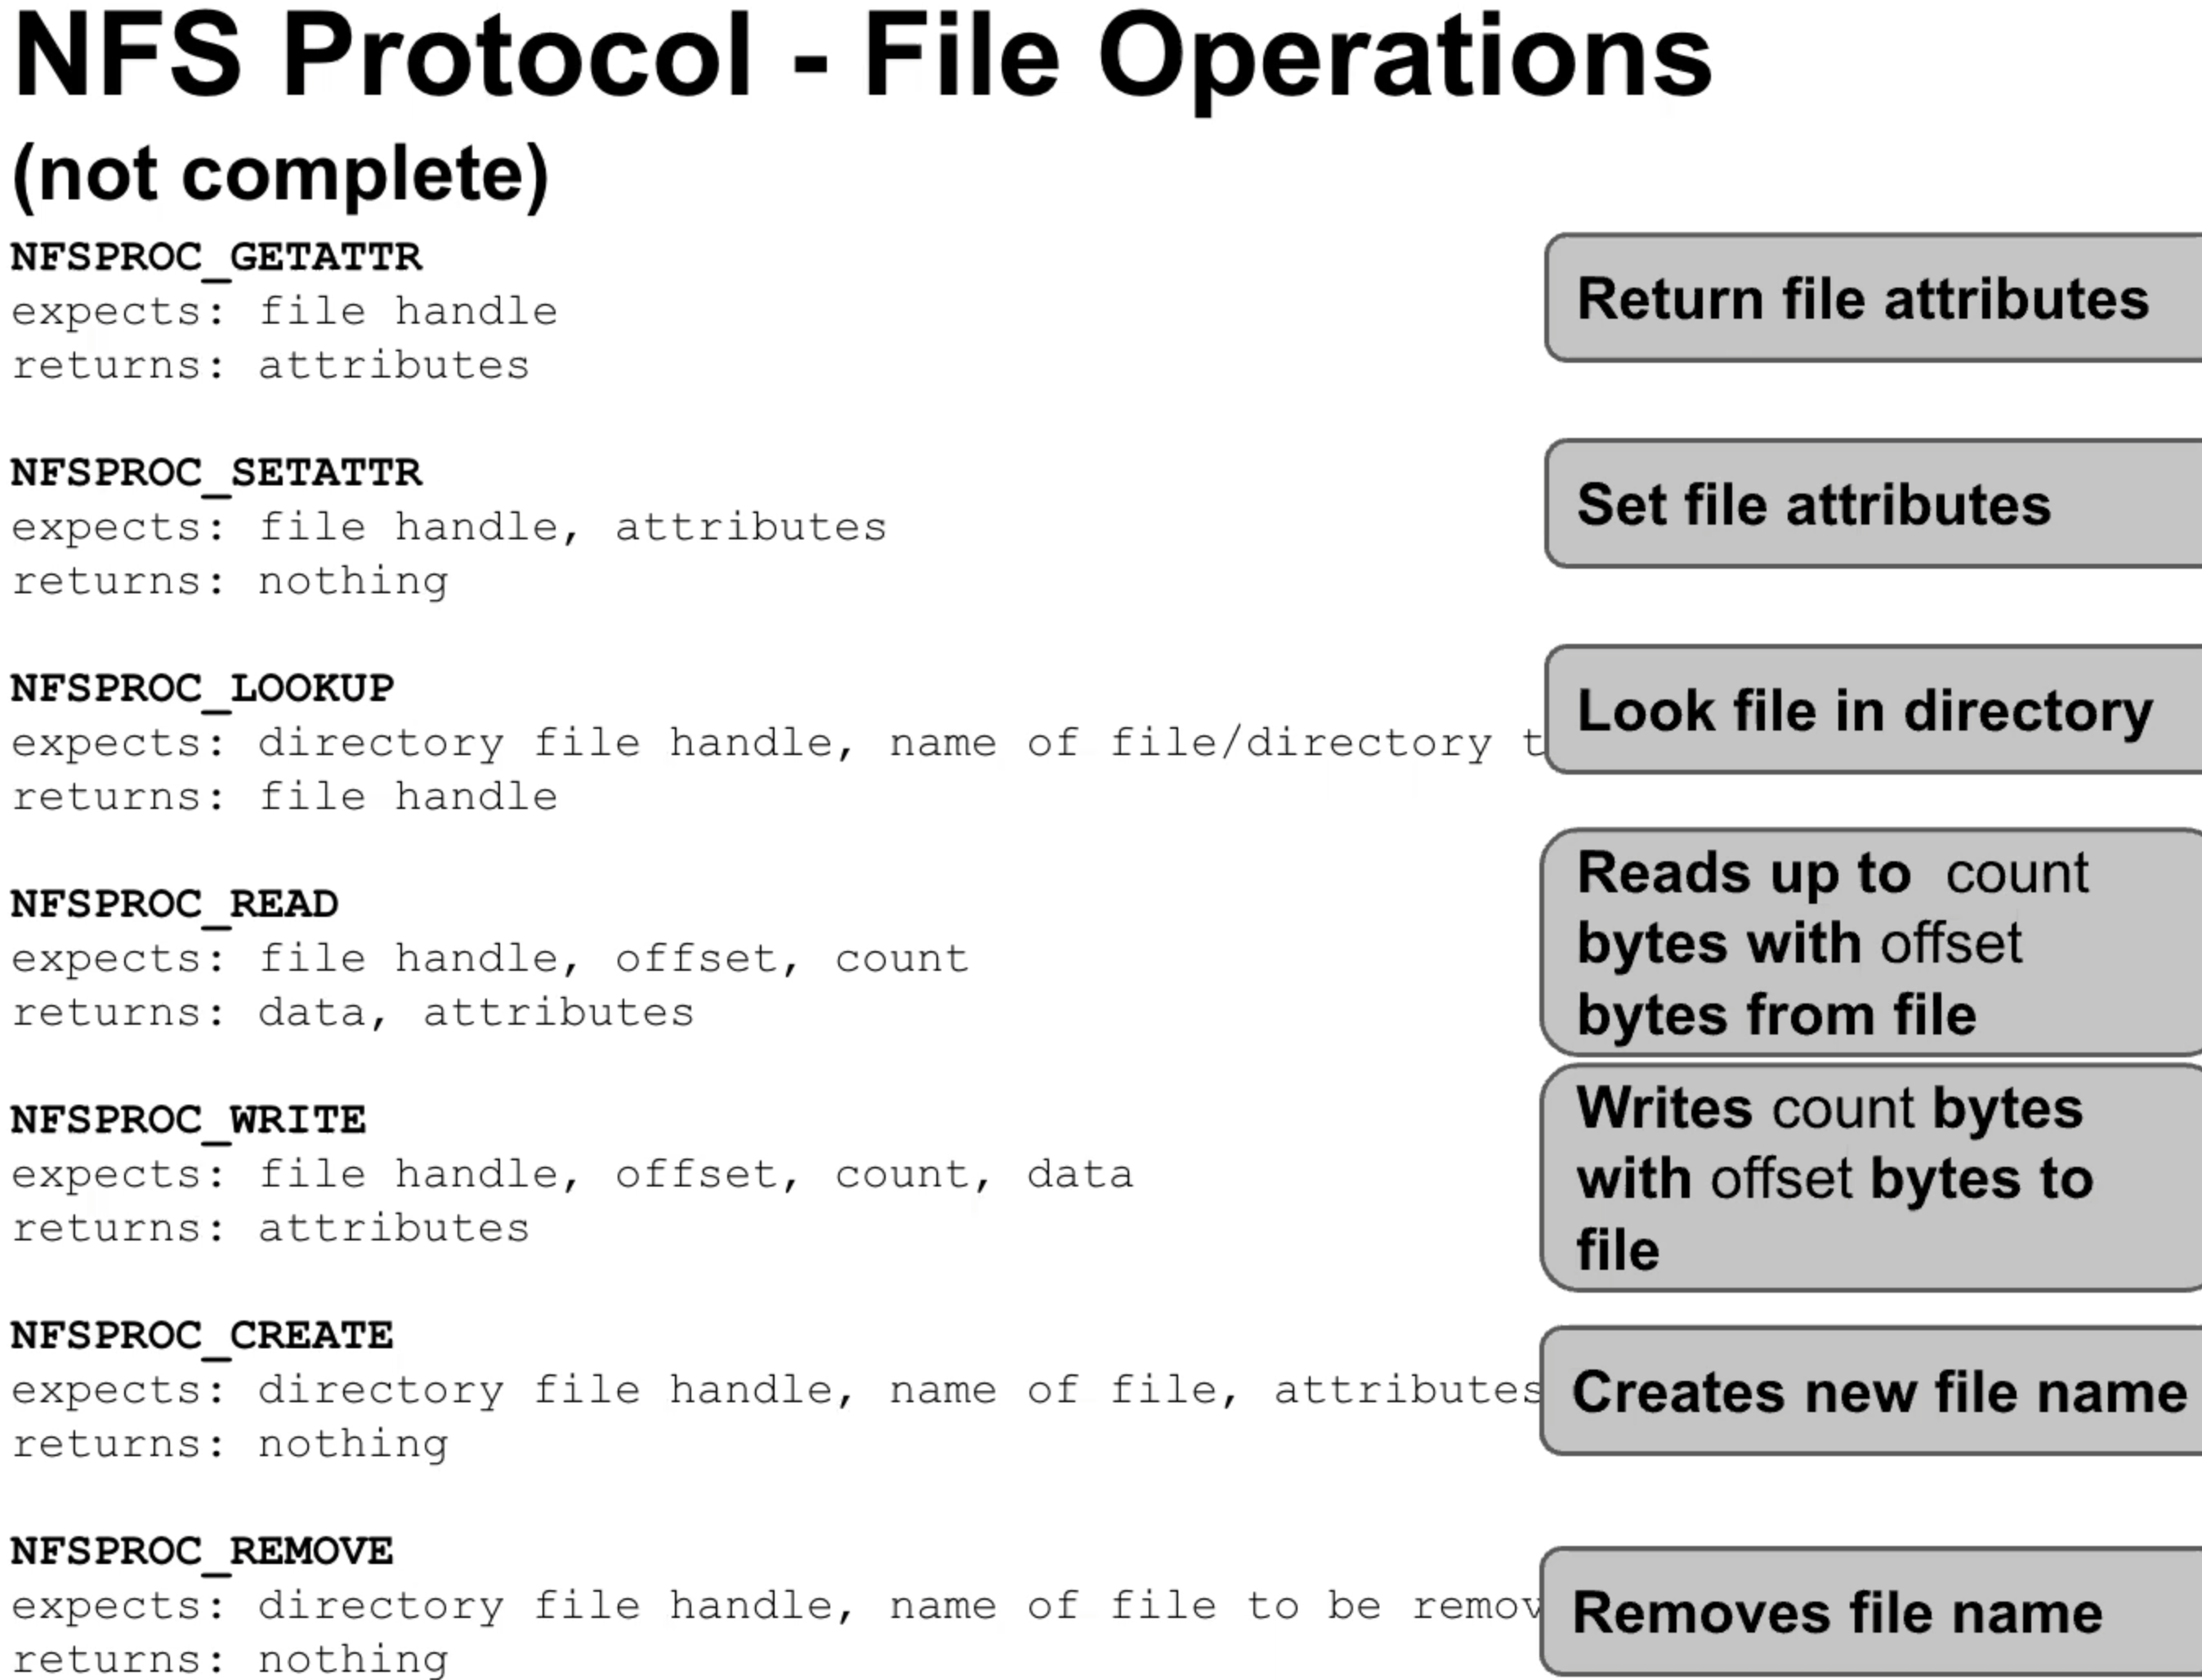 NFS Protocol - File Operations
(not complete)
NFSPROC_GETATTR
expects: file handle
returns: attributes
Return file attributes
NFSPROC_SETATTR
expects: file handle, attributes
returns: nothing
Set file attributes
NFSPROC_LOOKUP
expects: directory file handle, name of file/directory
returns: file handle
Look file in directory
NFSPROC_READ
expects: file handle, offset, count
returns: data, attributes
Reads up to count
bytes with offset
bytes from file
NFSPROC_WRITE
expects: file handle, offset, count, data
returns: attributes
Writes count bytes
with offset bytes to
file
NFSPROC_CREATE
expects: directory file handle, name of file, attributes
returns: nothing
Creates new file name
NFSPROC_REMOVE
expects: directory file handle, name of file to be
returns: nothing
Removes file name